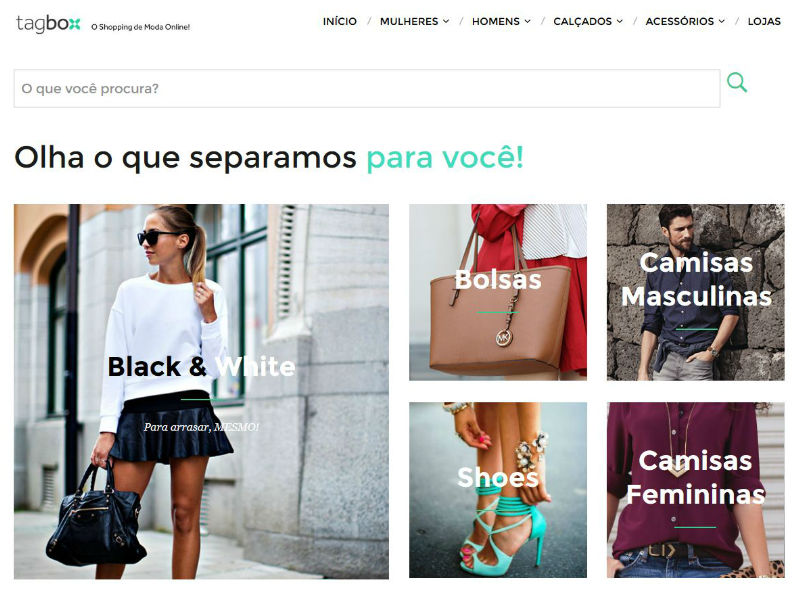 tagbox O Shopping de Moda Online!
INÍCIO / MULHERES / HOMENS / CALÇADOS / ACESSÓRIOS / LOJAS
O que você procura?
Olha o que separamos para você!
Black & White
Para arrasar, MESMO!
Bolsas
MK
Camisas
Masculinas
Shoes
Camisas
Femininas